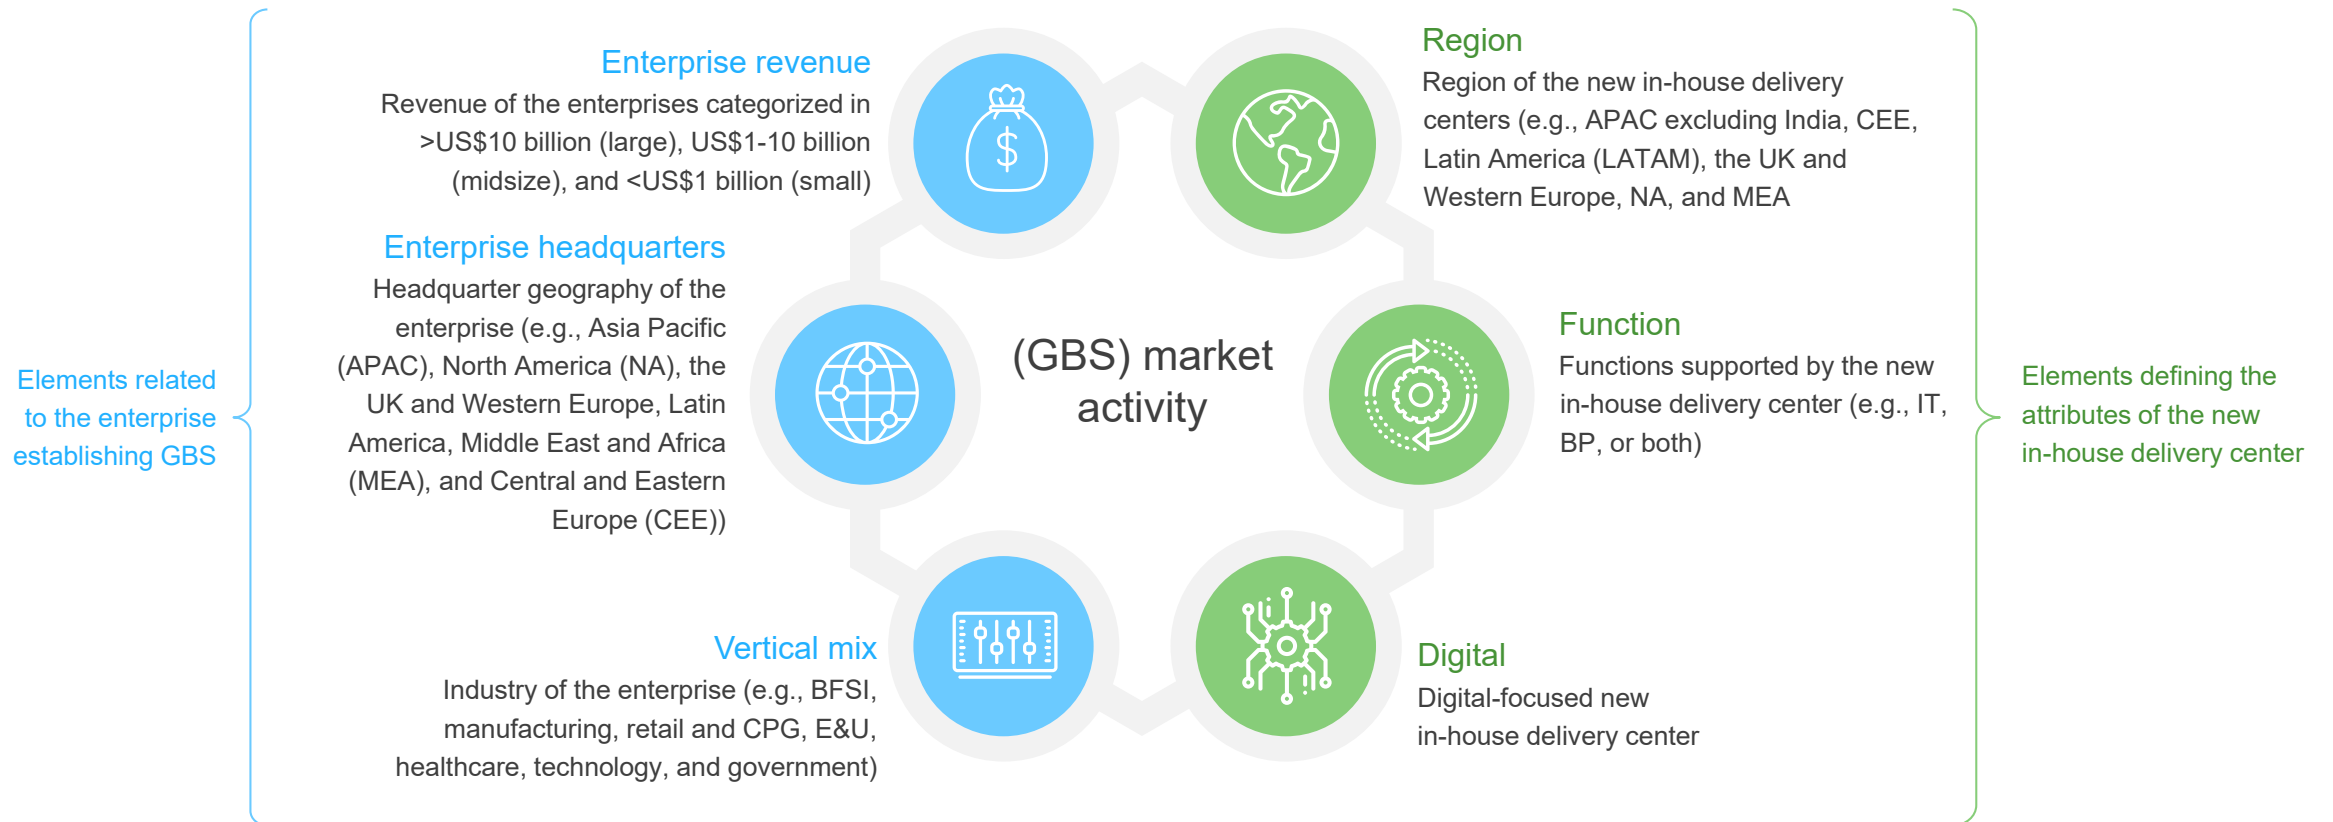 Elements related
to the enterprise
establishing GBS
Enterprise revenue
Revenue of the enterprises categorized in
>US$10 billion (large), US$1-10 billion
(midsize), and <US$1 billion (small)
Enterprise headquarters
Headquarter geography of the
enterprise (e.g., Asia Pacific
(APAC), North America (NA), the
UK and Western Europe, Latin
America, Middle East and Africa
(MEA), and Central and Eastern
Europe (CEE))
Vertical mix
Industry of the enterprise (e.g., BFSI,
manufacturing, retail and CPG, E&U,
healthcare, technology, and government)
$
(GBS) market
activity
Region
Region of the new in-house delivery
centers (e.g., APAC excluding India, CEE,
Latin America (LATAM), the UK and
Western Europe, NA, and MEA
Function
Functions supported by the new
in-house delivery center (e.g., IT,
BP, or both)
Digital
Digital-focused new
in-house delivery center
Elements defining the
attributes of the new
in-house delivery center